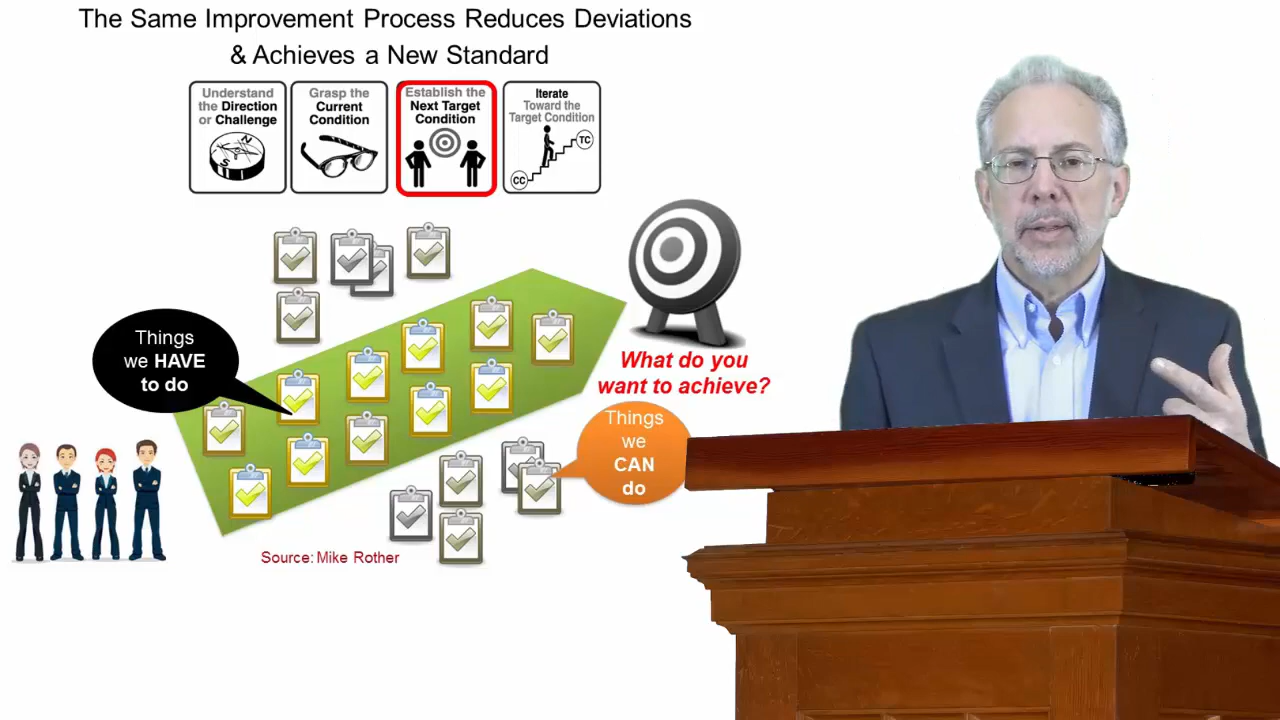 The Same Improvement Process Reduces Deviations
& Achieves a New Standard
Understand
the Direction
or Challenge
N
S
Grasp the
Current
Condition
Establish the
Next Target
Condition
Iterate
Toward the
Target Condition
TC
CC
Things
we HAVE
to do
What do you
want to achieve?
Things
we
CAN
do
Source: Mike Rother